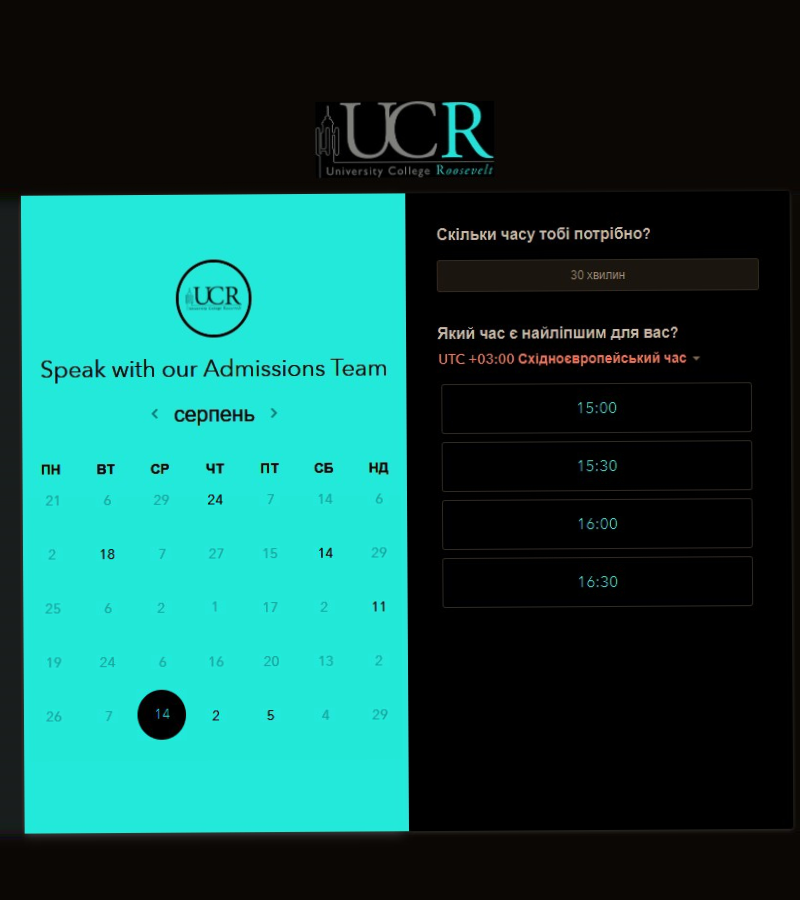 UCR
University College Roosevelt
UCR
University College Roosevelt
Speak with our Admissions Team
серпень
ПН ВТ СР ЧТ ПТ СБ НД
21 6 29 24 7 14 6
2 18 7 27 15 14 29
25 6 2 1 17 2 11
19 24 6 16 20 13 2
26 7 14 2 5 4 29
Скільки часу тобі потрібно?
30 хвилин
Який час є найліпшим для вас?
UTC +03:00 Східноєвропейський час
15:00
15:30
16:00
16:30